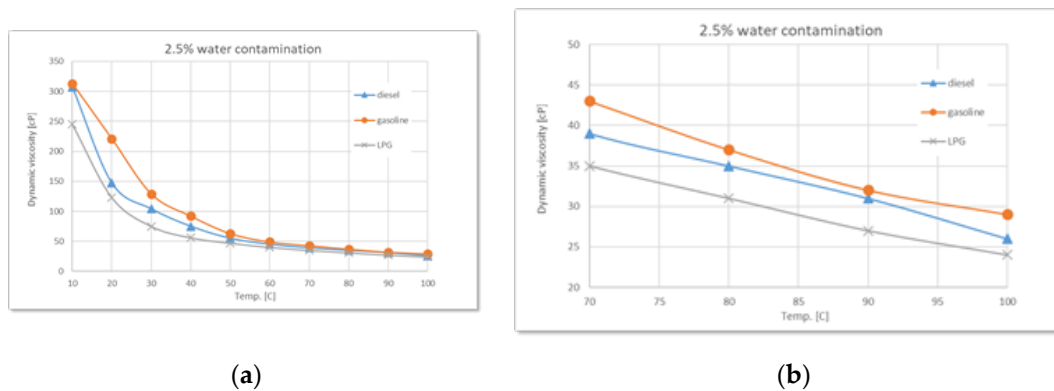 2.5% water contamination
350
300
250
200
150
100
50
0
Dynamic viscosity [cP]
diesel
gasoline
LPG
10 20 30 40 50 60 70 80 90 100
Temp. [C]
(a)
2.5% water contamination
50
45
40
35
30
25
20
Dynamic viscosity [cP]
diesel
gasoline
LPG
70 75 80 85 90 95 100
Temp. [C]
(b)